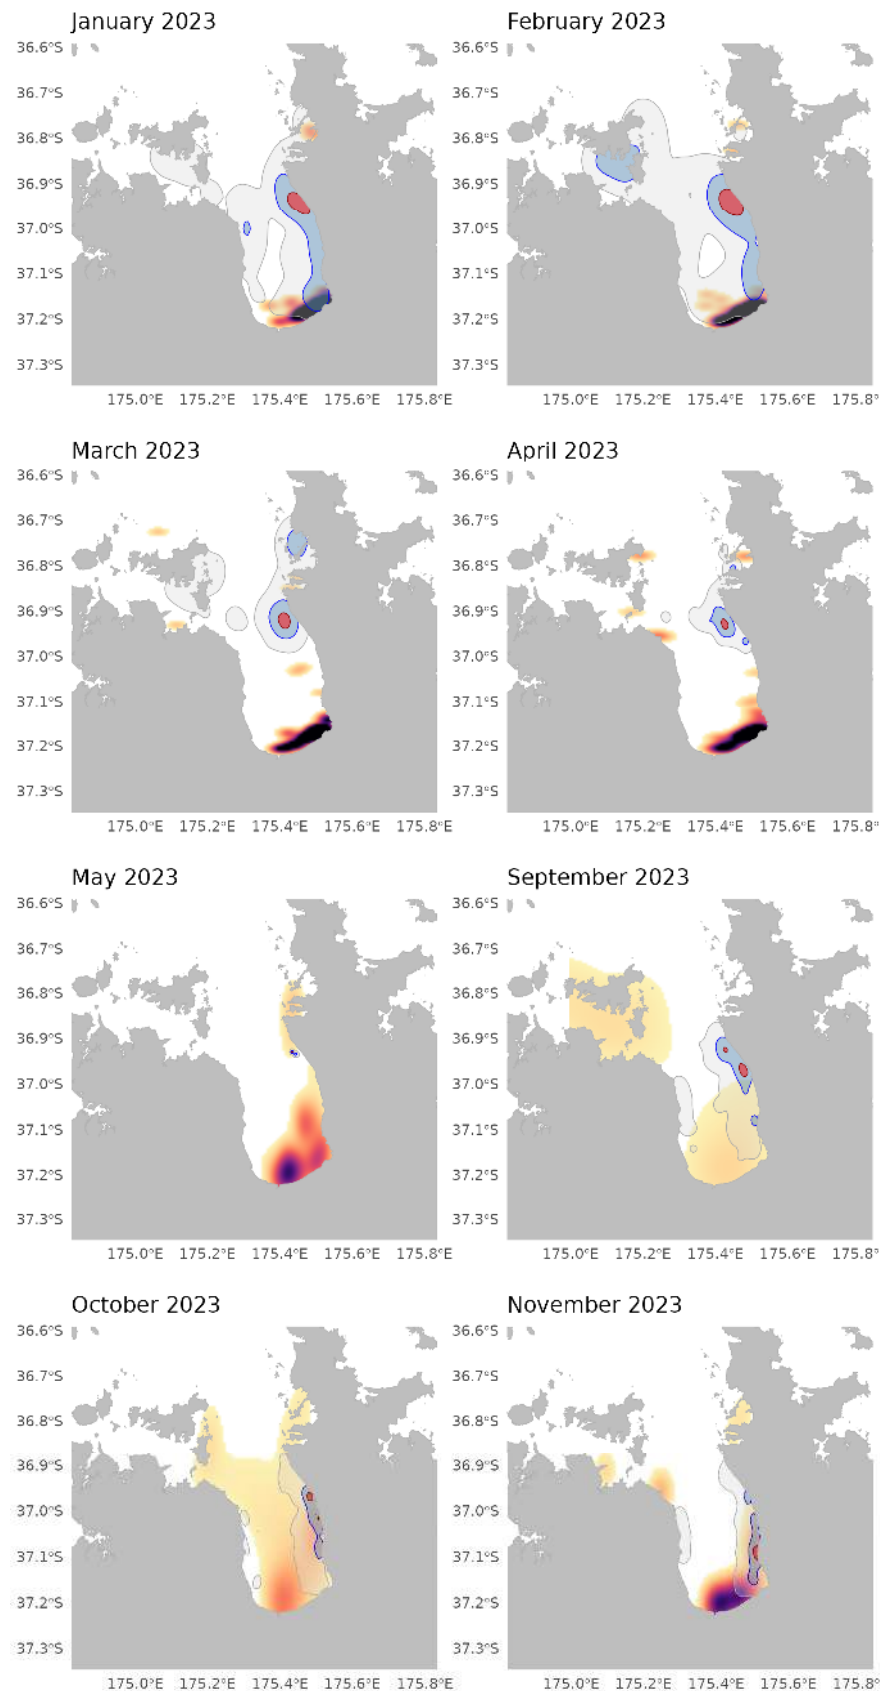 January 2023 February 2023
36.6°S 36.6°S
36.7°S 36.7°S
36.8°S 36.8°S
36.9°S 36.9°S
37.0°S 37.0°S
37.1°S 37.1°S
37.2°S 37.2°S
37.3°S 37.3°S
175.0°E 175.2°E 175.4°E 175.6°E 175.8°E 175.0°E 175.2°E 175.4°E 175.6°E 175.8°
March 2023 April 2023
36.6°S 36.6°S
36.7°S 36.7°S
36.8°S 36.8°S
36.9°S 36.9°S
37.0°S 37.0°S
37.1°S 37.1°S
37.2°S 37.2°S
37.3°S 37.3°S
175.0°E 175.2°E 175.4°E 175.6°E 175.8°E 175.0°E 175.2°E 175.4°E 175.6°E 175.8°
May 2023 September 2023
36.6°S 36.6°S
36.7°S 36.7°S
36.8°S 36.8°S
36.9°S 36.9°S
37.0°S 37.0°S
37.1°S 37.1°S
37.2°S 37.2°S
37.3°S 37.3°S
175.0°E 175.2°E 175.4°E 175.6°E 175.8°E 175.0°E 175.2°E 175.4°E 175.6°E 175.8°
October 2023 November 2023
36.6°S 36.6°S
36.7°S 36.7°S
36.8°S 36.8°S
36.9°S 36.9°S
37.0°S 37.0°S
37.1°S 37.1°S
37.2°S 37.2°S
37.3°S 37.3°S
175.0°E 175.2°E 175.4°E 175.6°E 175.8°E 175.0°E 175.2°E 175.4°E 175.6°E 175.8°